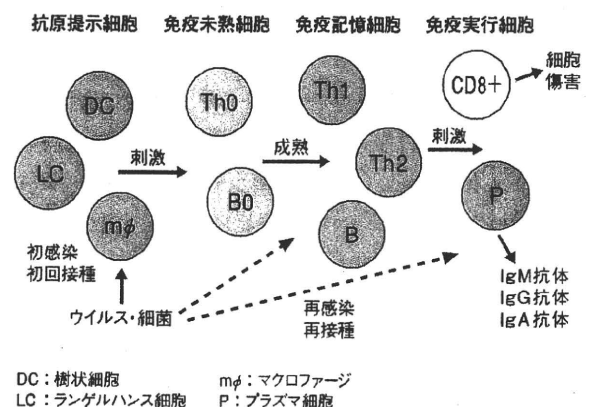 抗原提示細胞 免疫未熟細胞 免疫記憶細胞 免疫実行細胞
DC
Th0
Th1
CD8+
細胞
傷害
LC
刺激
成熟
Th2
刺激
mφ
B0
B
P
初感染
初回接種
ウイルス・細菌
再感染
再接種
IgM抗体
IgG抗体
IgA抗体
DC:樹状細胞 mφ:マクロファージ
LC:ランゲルハンス細胞 P:プラズマ細胞